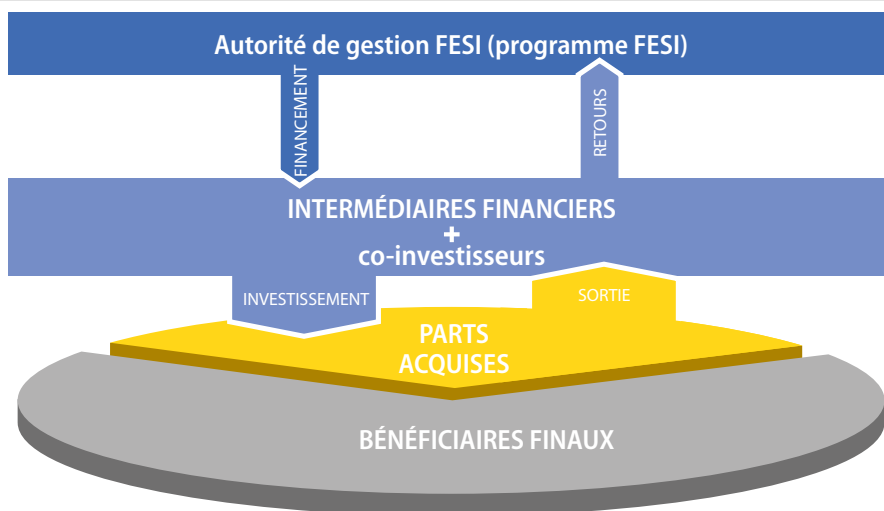 Autorité de gestion FESI (programme FESI)
FINANCEMENT
RETOURS
INTERMÉDIAIRES FINANCIERS
+
co-investisseurs
INVESTISSEMENT
SORTIE
PARTS
ACQUISES
BÉNÉFICIAIRES FINAUX